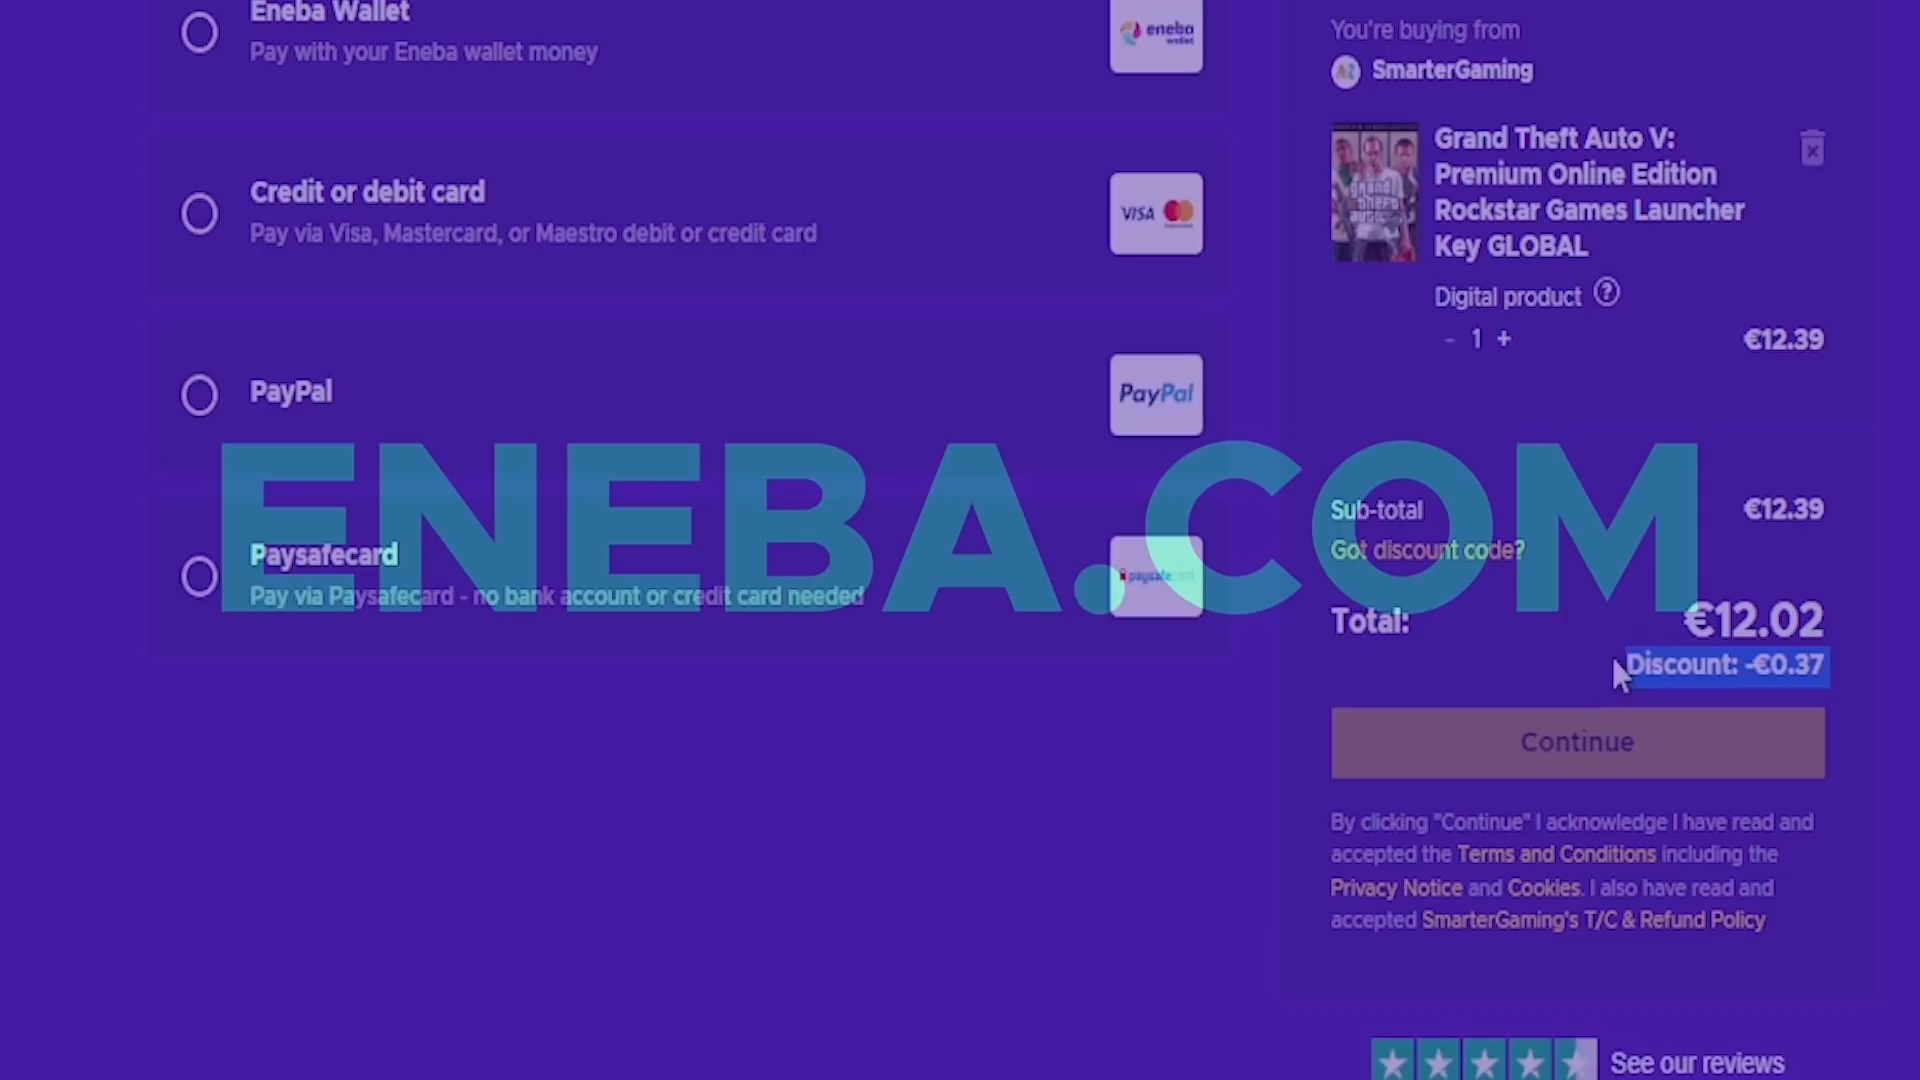 Eneba Wallet
Pay with your Eneba wallet money
eneba
wallet
Credit or debit card
Pay via Visa, Mastercard, or Maestro debit or credit card
VISA
PayPal
PayPal
Paysafecard
Pay via Paysafecard - no bank account or credit card needed
paysafecard
ENEBA.COM
You're buying from
SmarterGaming
grand
theft
auto
Grand Theft Auto V:
Premium Online Edition
Rockstar Games Launcher
Key GLOBAL
Digital product ?
- 1 +
€12.39
Sub-total
€12.39
Got discount code?
Total:
€12.02
Discount: -€0.37
Continue
By clicking "Continue" I acknowledge I have read and
accepted the Terms and Conditions including the
Privacy Notice and Cookies. I also have read and
accepted SmarterGaming's T/C & Refund Policy
See our reviews